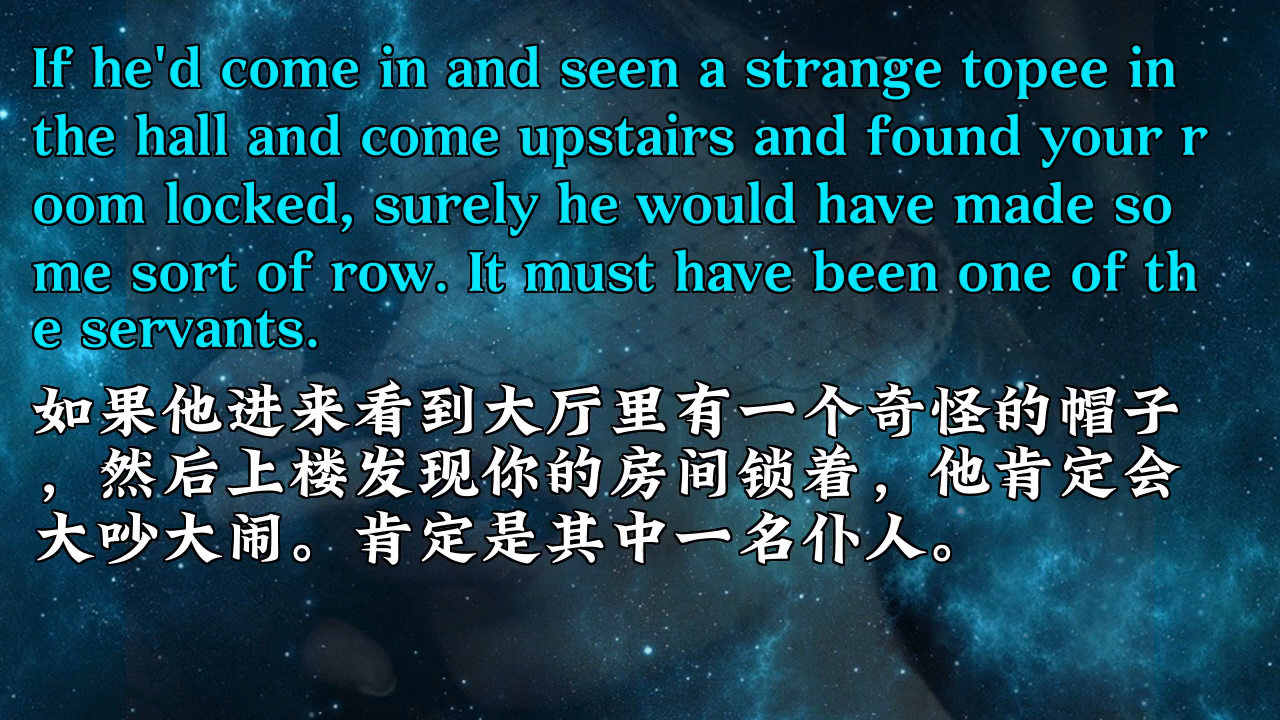 If he'd come in and seen a strange topee in
the hall and come upstairs and found your r
oom locked, surely he would have made so
me sort of row. It must have been one of th
e servants.
如果他进来看到大厅里有一个奇怪的帽子
，然后上楼发现你的房间锁着，他肯定会
大吵大闹。肯定是其中一名仆人。